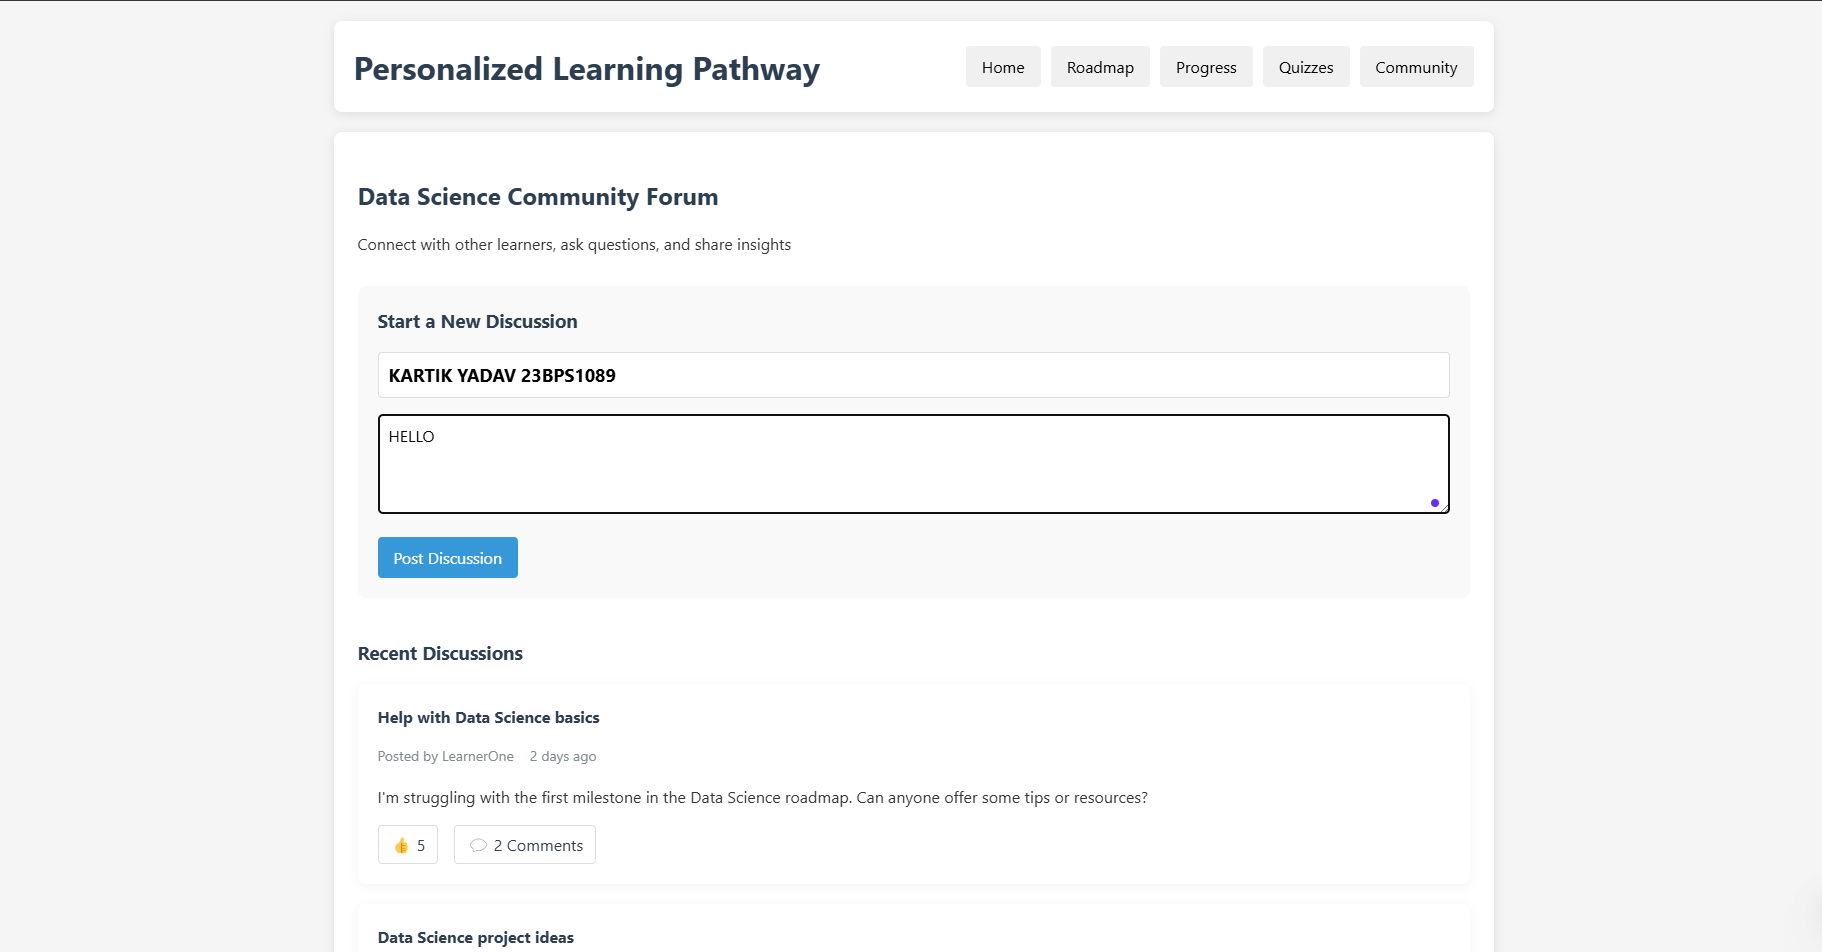 Personalized Learning Pathway
Home Roadmap Progress Quizzes Community
Data Science Community Forum
Connect with other learners, ask questions, and share insights
Start a New Discussion
KARTIK YADAV 23BPS1089
HELLO
Post Discussion
Recent Discussions
Help with Data Science basics
Posted by LearnerOne 2 days ago
I'm struggling with the first milestone in the Data Science roadmap. Can anyone offer some tips or resources?
👍 5 💬 2 Comments
Data Science project ideas